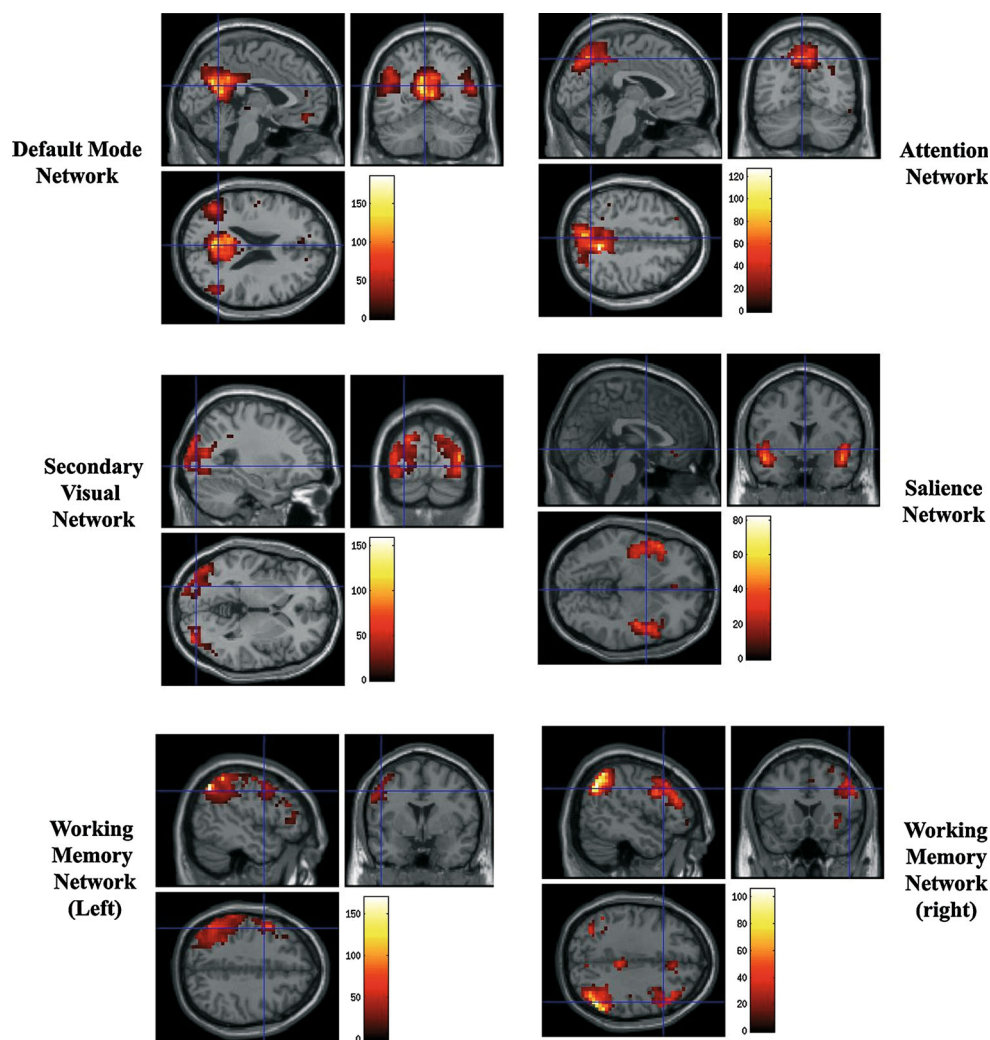 Default Mode
Network
150
100
50
0
Attention
Network
120
100
80
60
40
20
0
Secondary
Visual
Network
150
100
50
0
Salience
Network
80
60
40
20
0
Working
Memory
Network
(Left)
150
100
50
0
Working
Memory
Network
(right)
100
80
60
40
20
0